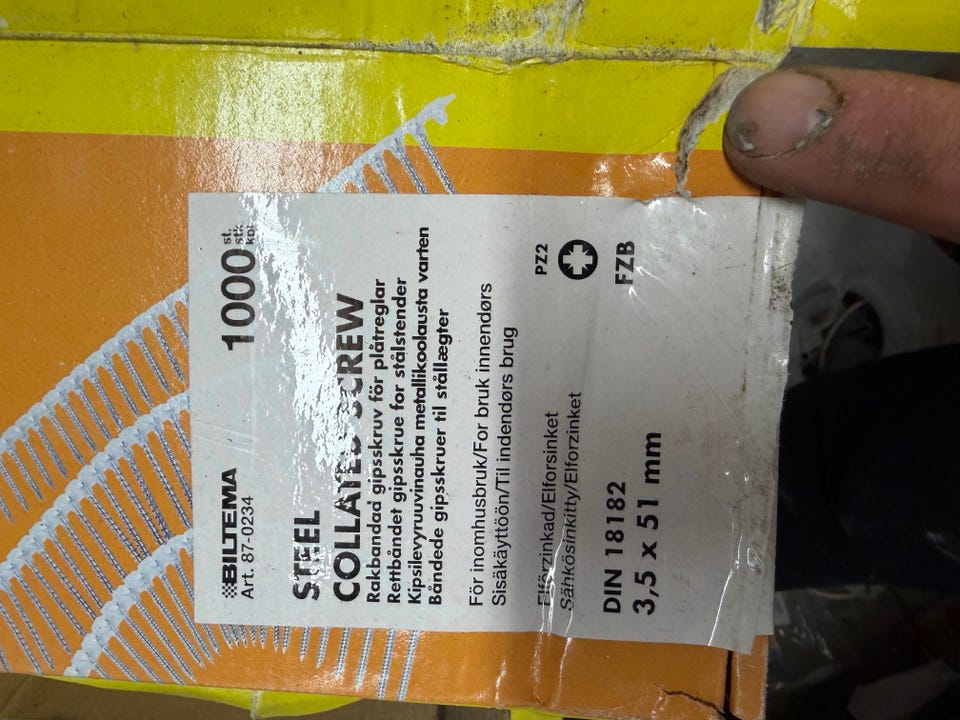 BILTEMA
Art. 87-0234
1000 st.
stk.
kpl
STEEL
COLLATED SCREW
Rakbandad gipsskruv för plåtreglar
Rettbåndet gipsskrue for stålstender
Kipsilevyruuvinauha metallikoolausta varten
Båndede gipsskruer til stållægter
För inomhusbruk/For bruk innendørs
Sisäkäyttöön/Til indendørs brug
Elförzinkad/Elforsinket
Sähkösinkitty/Elforzinket
PZ2
DIN 18182
FZB
3,5 x 51 mm